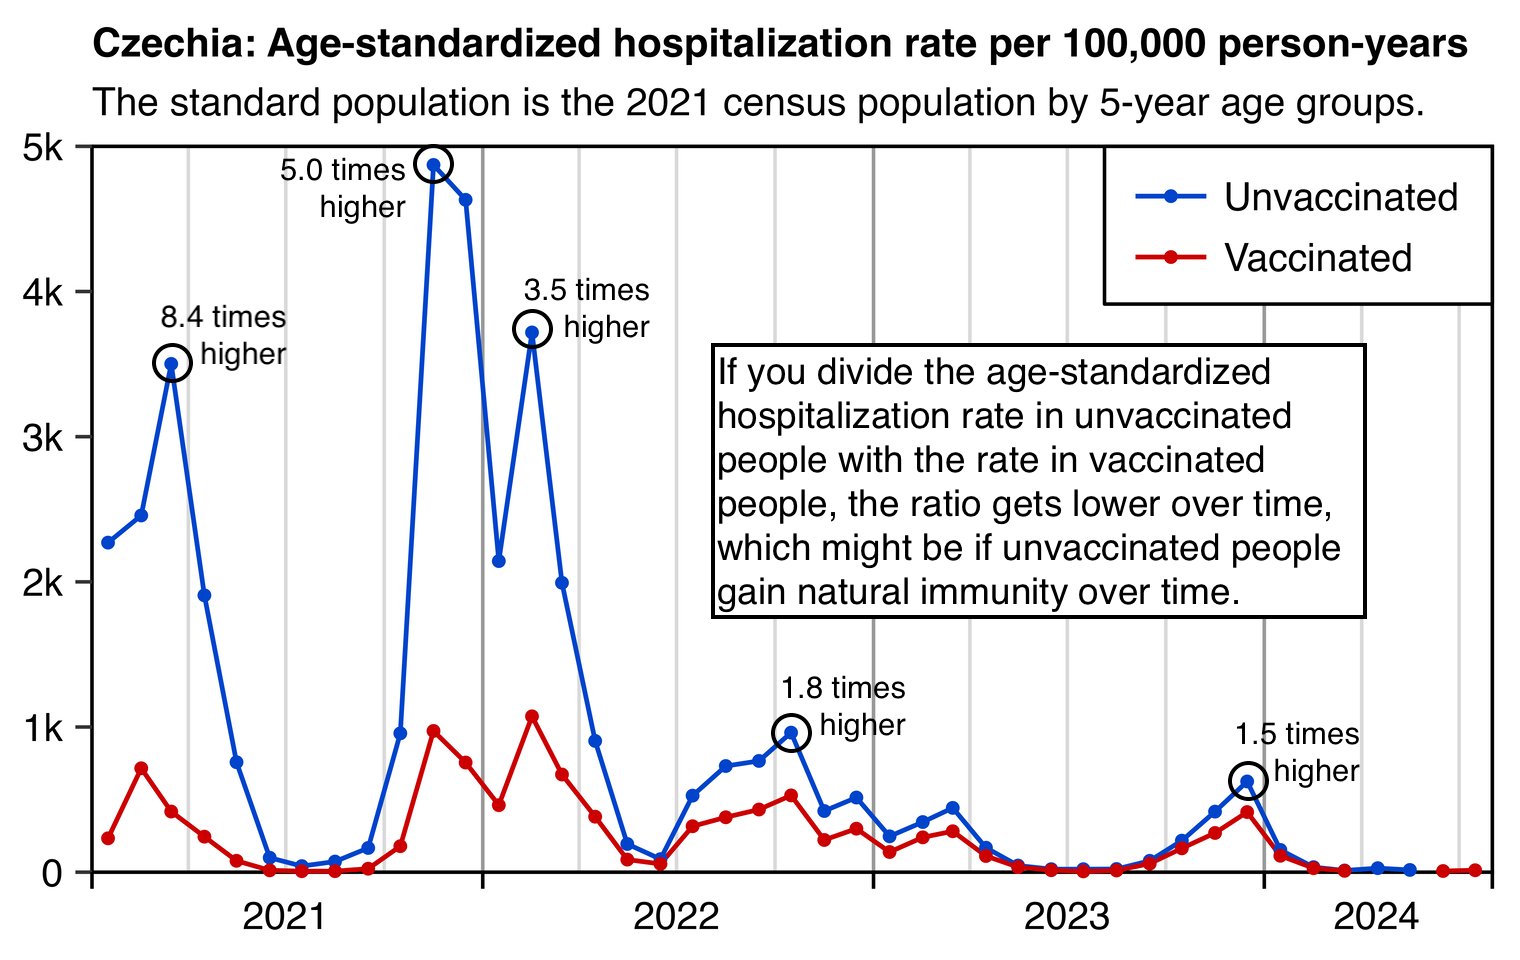 Czechia: Age-standardized hospitalization rate per 100,000 person-years
The standard population is the 2021 census population by 5-year age groups.
5k
4k
3k
2k
1k
0
5.0 times
higher
8.4 times
higher
3.5 times
higher
Unvaccinated
Vaccinated
If you divide the age-standardized
hospitalization rate in unvaccinated
people with the rate in vaccinated
people, the ratio gets lower over time,
which might be if unvaccinated people
gain natural immunity over time.
1.8 times
higher
1.5 times
higher
2021
2022
2023
2024